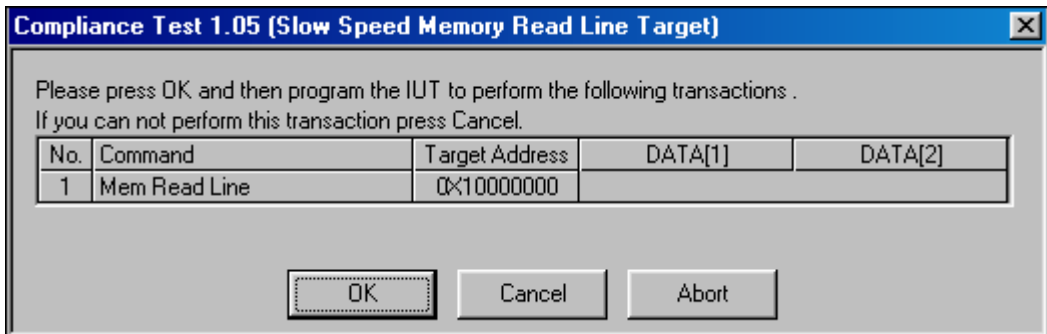 Compliance Test 1.05 (Slow Speed Memory Read Line Target)
Please press OK and then program the IUT to perform the following transactions .
If you can not perform this transaction press Cancel.
No. Command Target Address DATA[1] DATA[2]
1 Mem Read Line 0X10000000
OK Cancel Abort